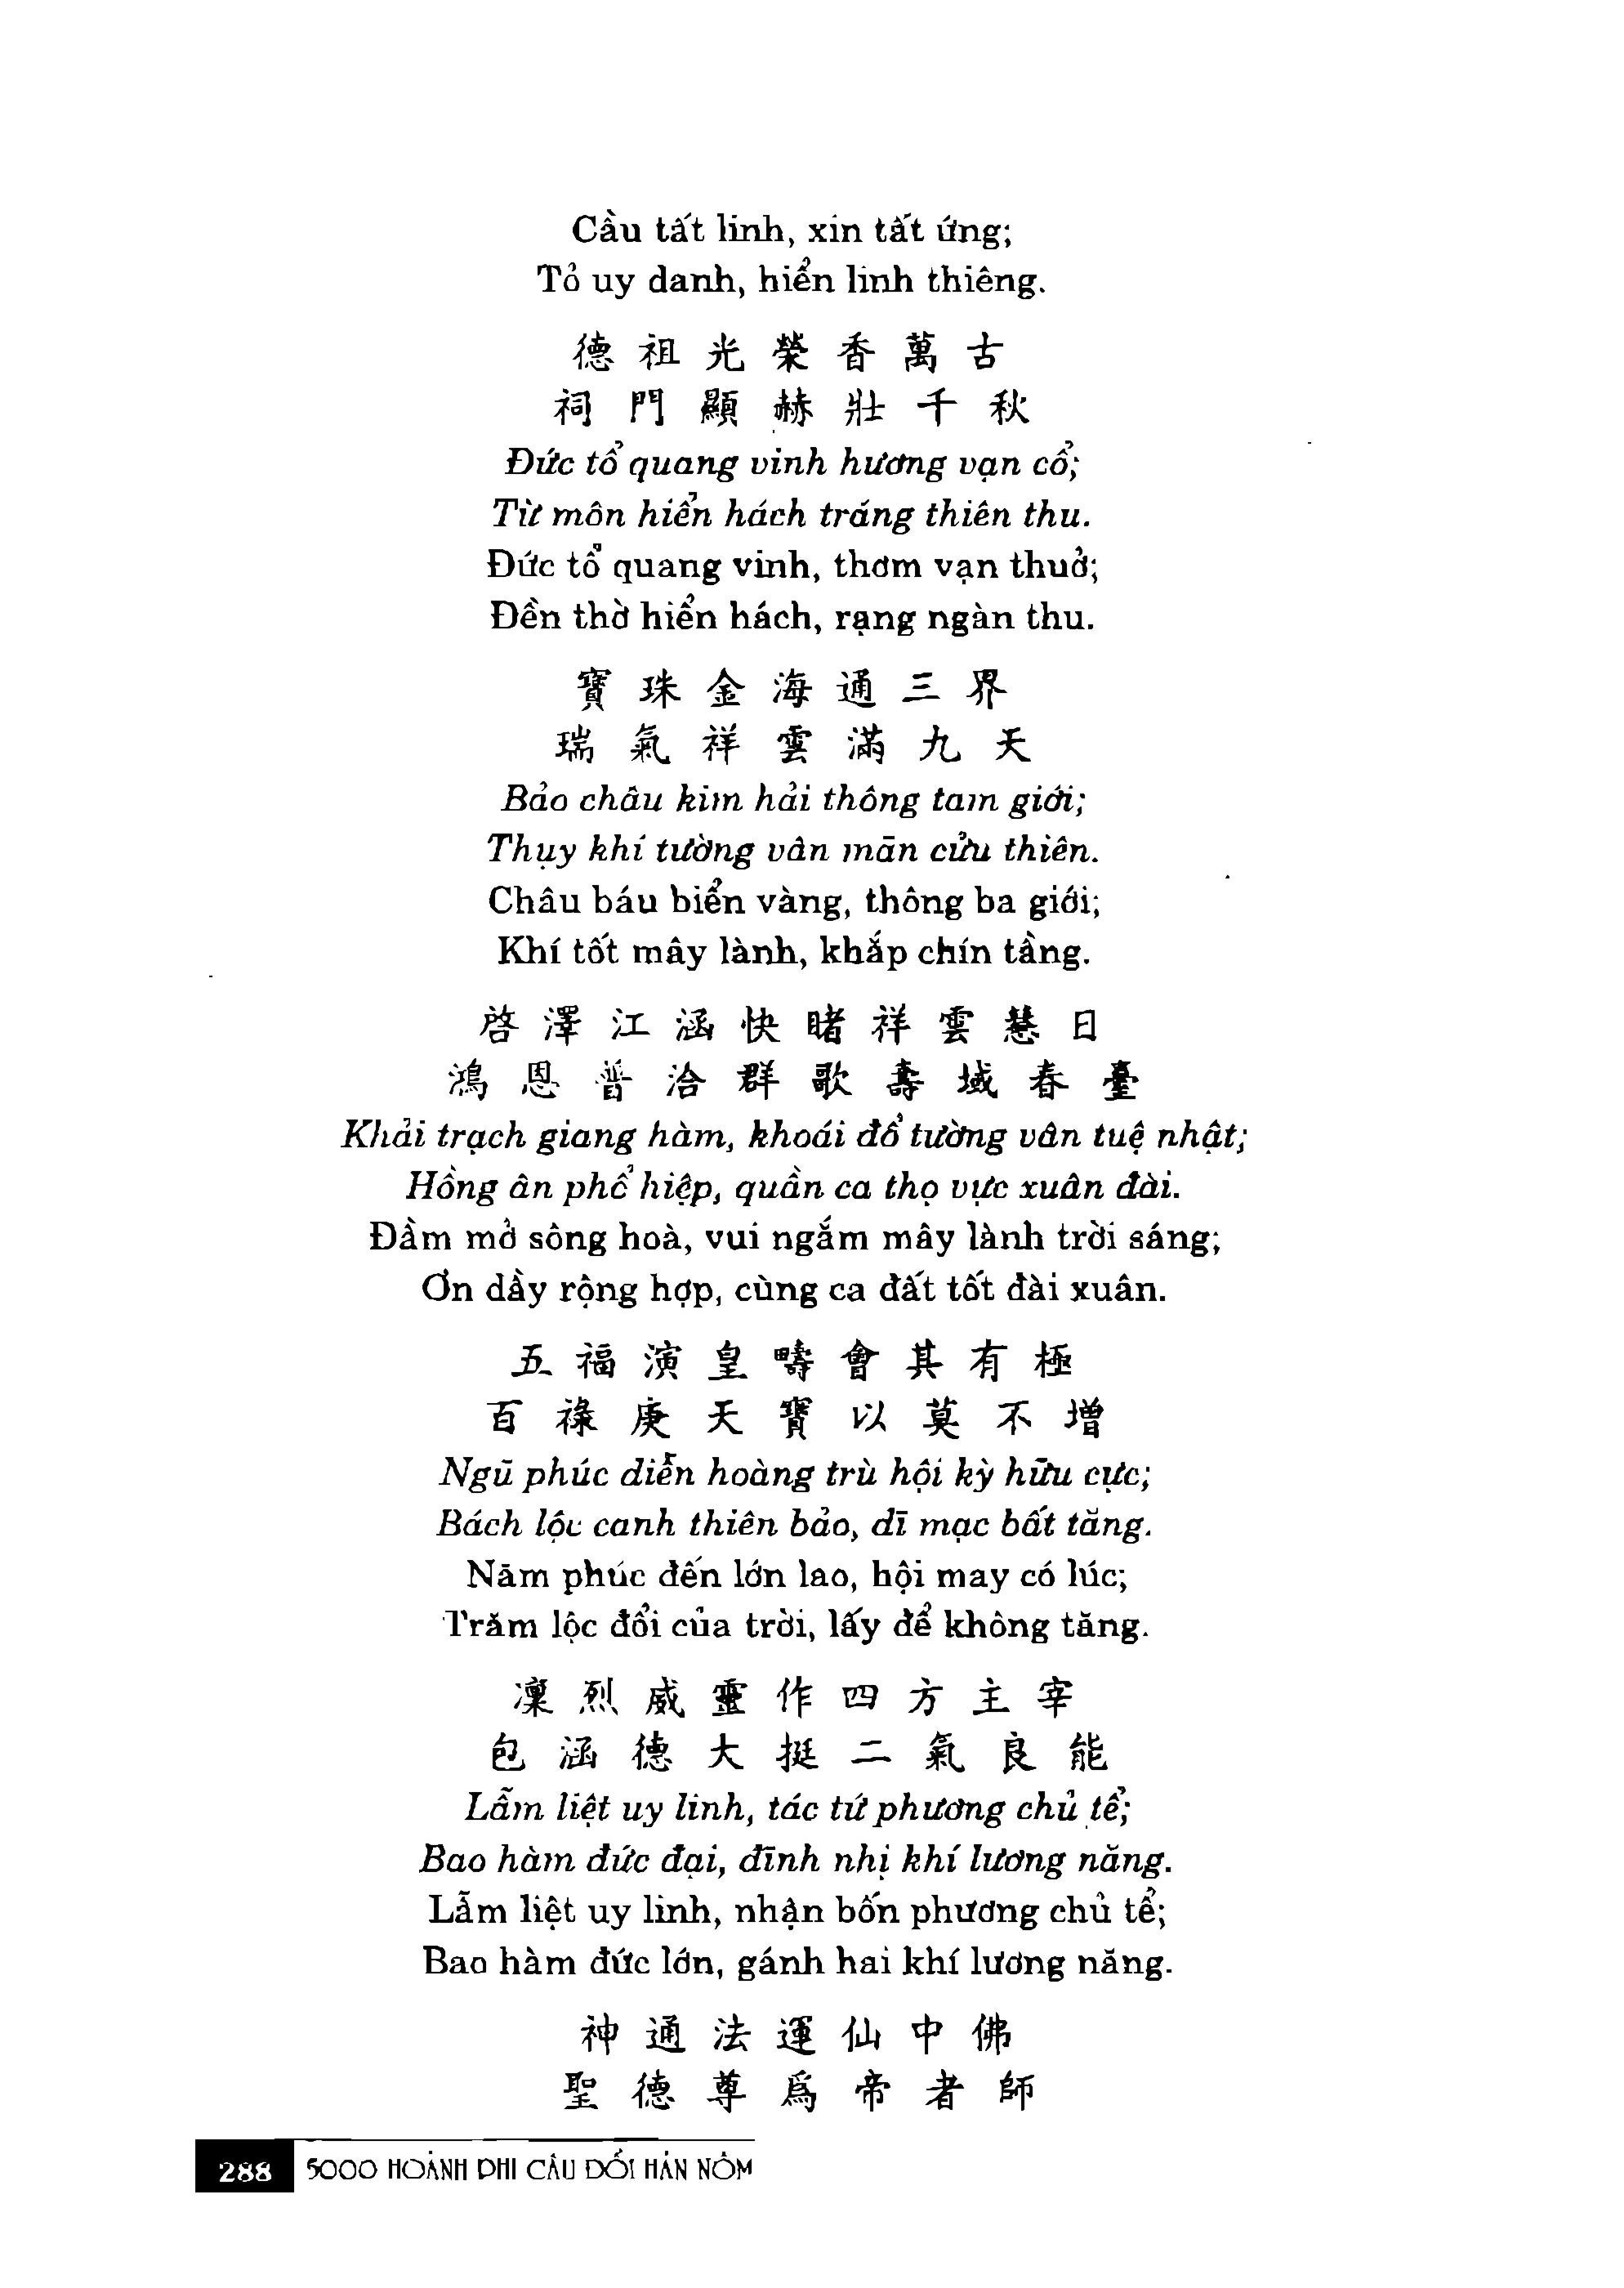 Cầu tất linh, xin tất ứng;
Tỏ uy danh, hiển linh thiêng.
德祖光榮香萬古
祠門顯赫壯千秋
Đức tổ quang vinh hương vạn cổ;
Từ môn hiển hách tráng thiên thu.
Đức tổ quang vinh, thơm vạn thuở;
Đền thờ hiển hách, rạng ngàn thu.
寶珠金海通三界
瑞氣祥雲滿九天
Bảo châu kim hải thông tam giới;
Thụy khí tường vân mãn cửu thiên.
Châu báu biển vàng, thông ba giới;
Khí tốt mây lành, khắp chín tầng.
啓澤江涵快睹祥雲慧日
鴻恩普洽群歌壽域春臺
Khải trạch giang hàm, khoái đổ tường vân tuệ nhật;
Hồng ân phổ hiệp, quần ca thọ vực xuân đài.
Đầm mở sông hoà, vui ngắm mây lành trời sáng;
Ơn dầy rộng hợp, cùng ca đất tốt đài xuân.
五福演皇疇會其有極
百祿庚天寶以莫不增
Ngũ phúc diễn hoàng trù hội kỳ hữu cực;
Bách lộc canh thiên bảo, dĩ mạc bất tăng.
Năm phúc đến lớn lao, hội may có lúc;
Trăm lộc đổi của trời, lấy để không tăng.
凜烈威靈作四方主宰
包涵德大挺二氣良能
Lẫm liệt uy linh, tác tứ phương chủ tể;
Bao hàm đức đại, đĩnh nhị khí lương năng.
Lẫm liệt uy linh, nhận bốn phương chủ tể;
Bao hàm đức lớn, gánh hai khí lương năng.
神通法運仙中佛
聖德尊爲帝者師
288 5000 HOÀNH PHI CÂU ĐỐI HÁN NÔM